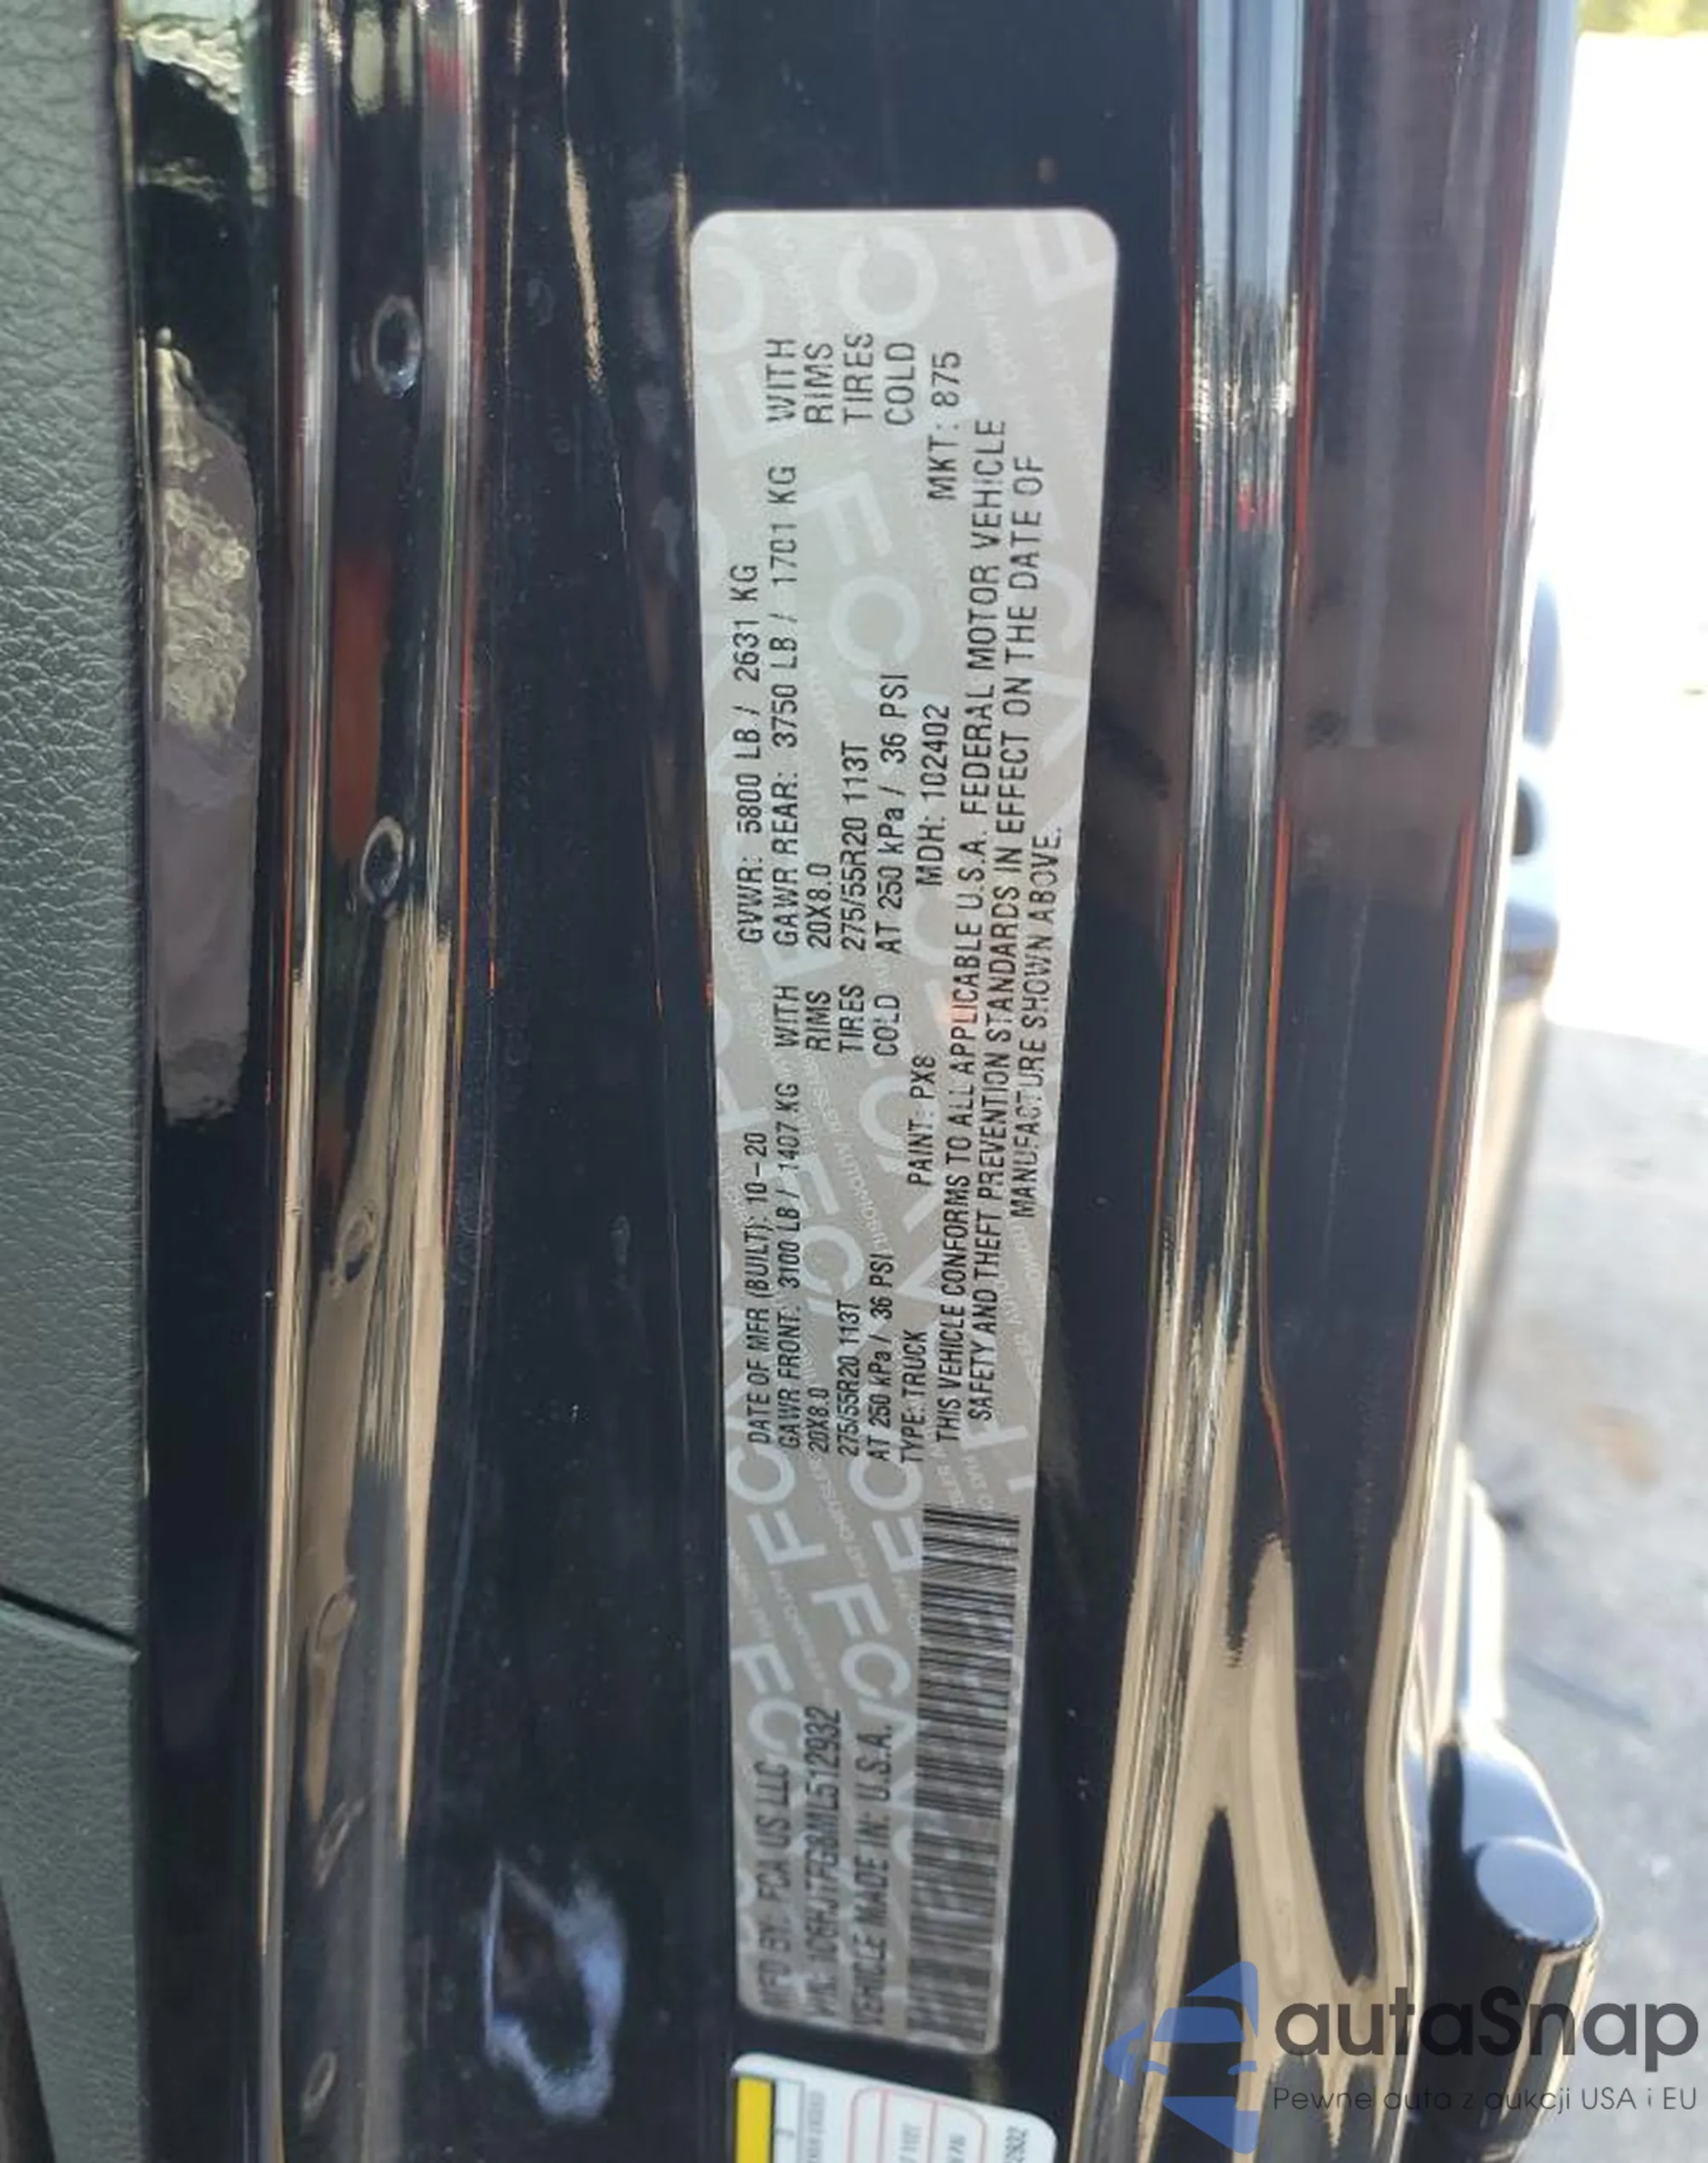 MFD BY: FCA US LLC DATE OF MFR (BUILT): 10-20 GVWR: 5800 LB / 2631 KG
GAWR FRONT: 3100 LB / 1407 KG WITH GAWR REAR: 3750 LB / 1701 KG WITH
20X8.0 RIMS 20X8.0 RIMS
275/55R20 113T TIRES 275/55R20 113T TIRES
AT 250 kPa / 36 PSI COLD AT 250 kPa / 36 PSI COLD
VEHICLE MADE IN: U.S.A. TYPE: TRUCK PAINT: PX8 MDH: 102402 MKT: 875
THIS VEHICLE CONFORMS TO ALL APPLICABLE U.S.A. FEDERAL MOTOR VEHICLE
SAFETY AND THEFT PREVENTION STANDARDS IN EFFECT ON THE DATE OF
MANUFACTURE SHOWN ABOVE.
autaSnap
Pewne auta z aukcji USA i EU